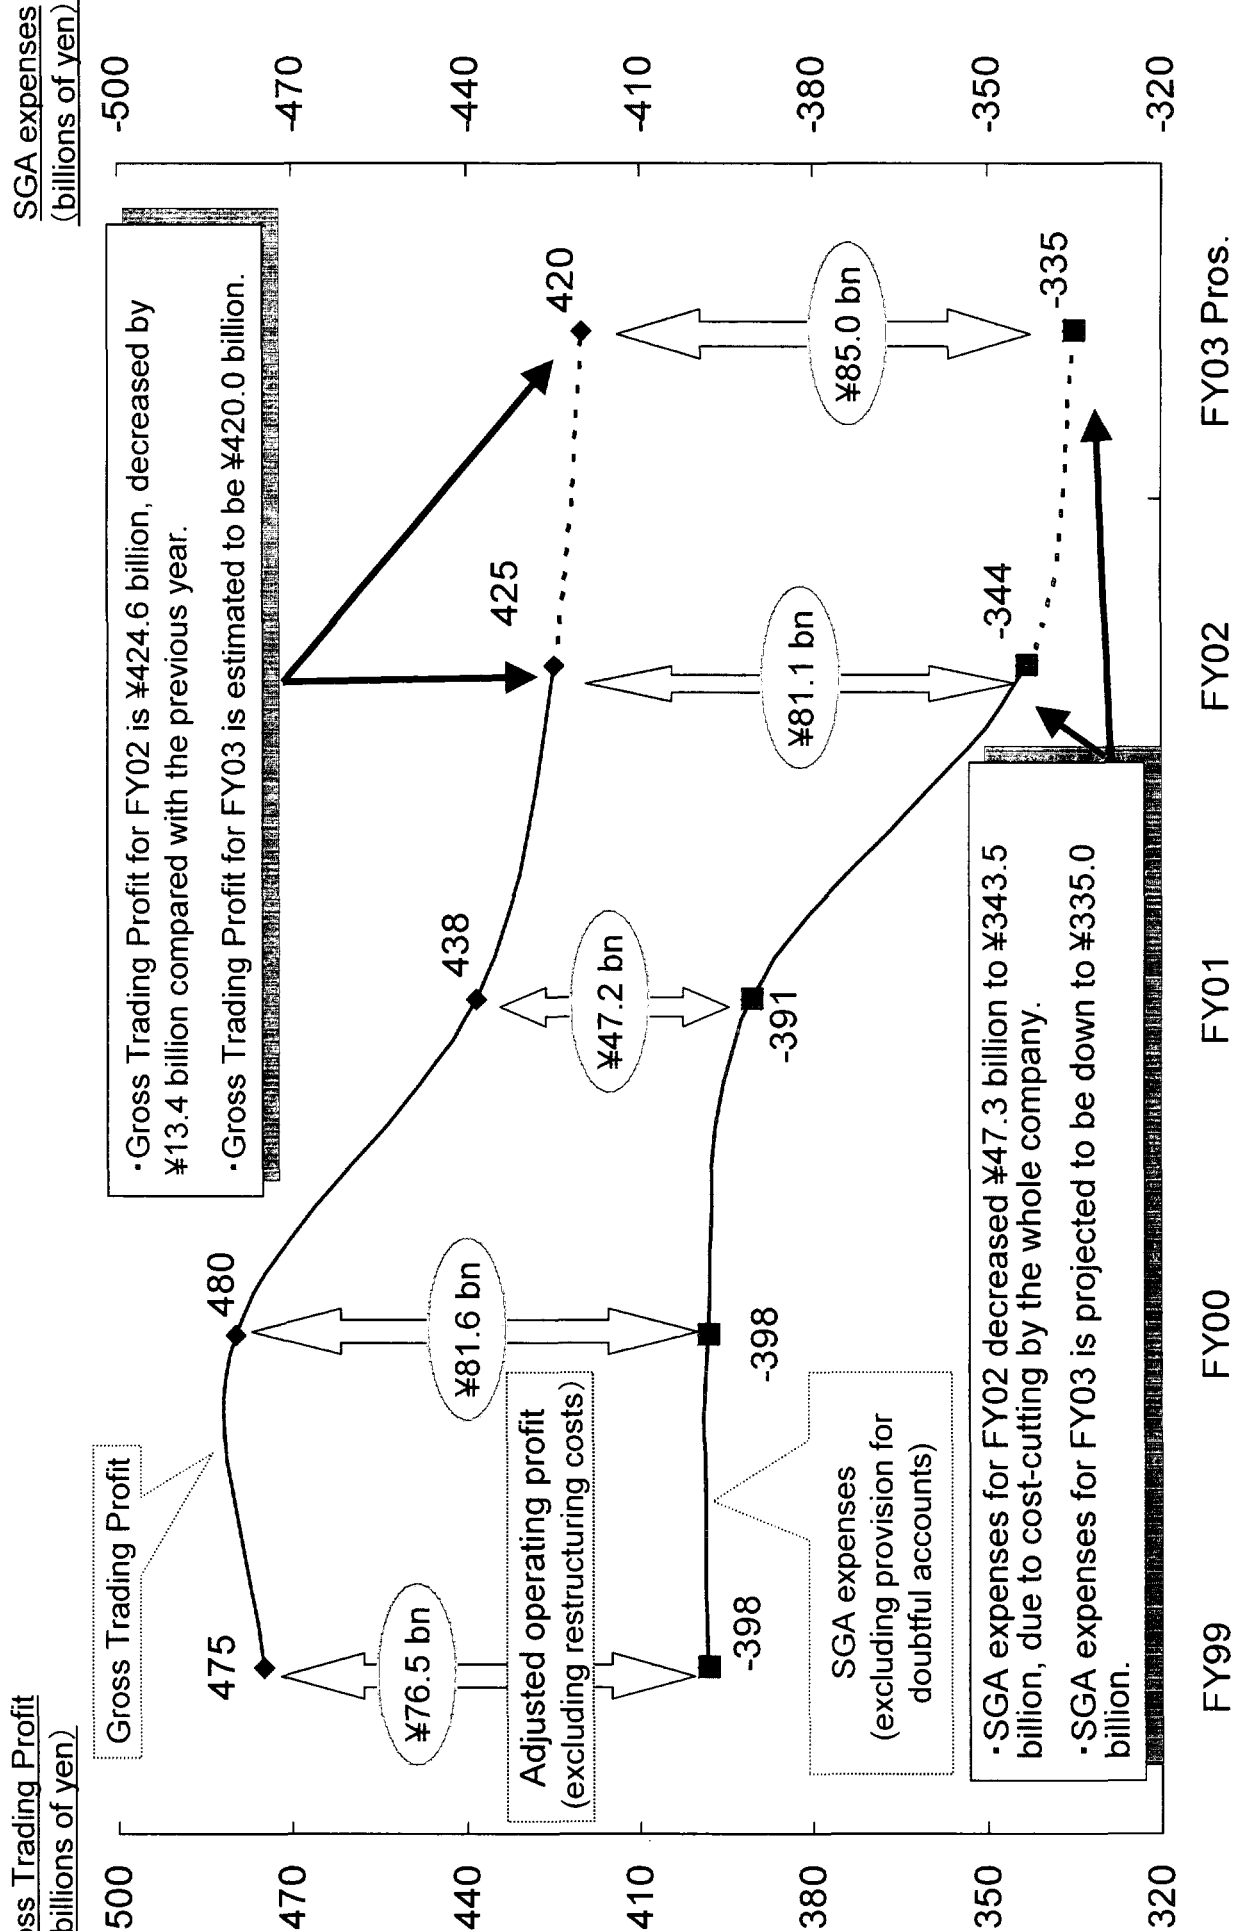 oss Trading Profit
billions of yen)
SGA expenses
(billions of yen)
500
470
440
410
380
350
320
-500
-470
-440
-410
-380
-350
-320
Gross Trading Profit
・Gross Trading Profit for FY02 is ¥424.6 billion, decreased by
¥13.4 billion compared with the previous year.
・Gross Trading Profit for FY03 is estimated to be ¥420.0 billion.
475
480
438
425
420
¥76.5 bn
¥81.6 bn
¥47.2 bn
¥81.1 bn
¥85.0 bn
Adjusted operating profit
(excluding restructuring costs)
-398
-398
-391
-344
-335
SGA expenses
(excluding provision for
doubtful accounts)
・SGA expenses for FY02 decreased ¥47.3 billion to ¥343.5
billion, due to cost-cutting by the whole company.
・SGA expenses for FY03 is projected to be down to ¥335.0
billion.
FY99
FY00
FY01
FY02
FY03 Pros.